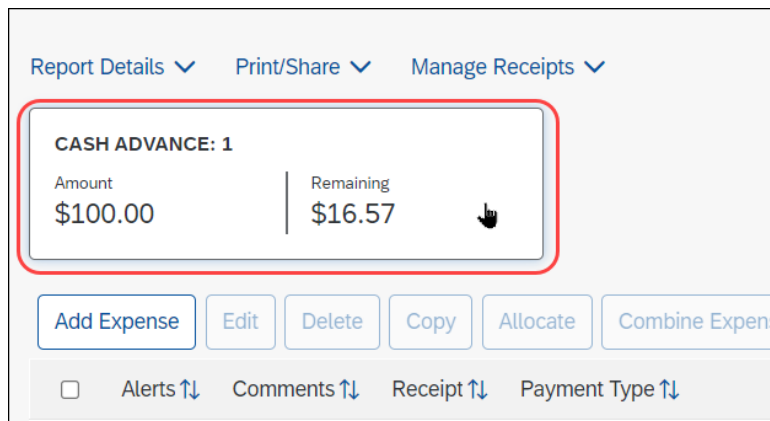 Report Details Print/Share Manage Receipts
CASH ADVANCE: 1
Amount Remaining
$100.00 $16.57
Add Expense Edit Delete Copy Allocate Combine
Alerts Comments Receipt Payment Type